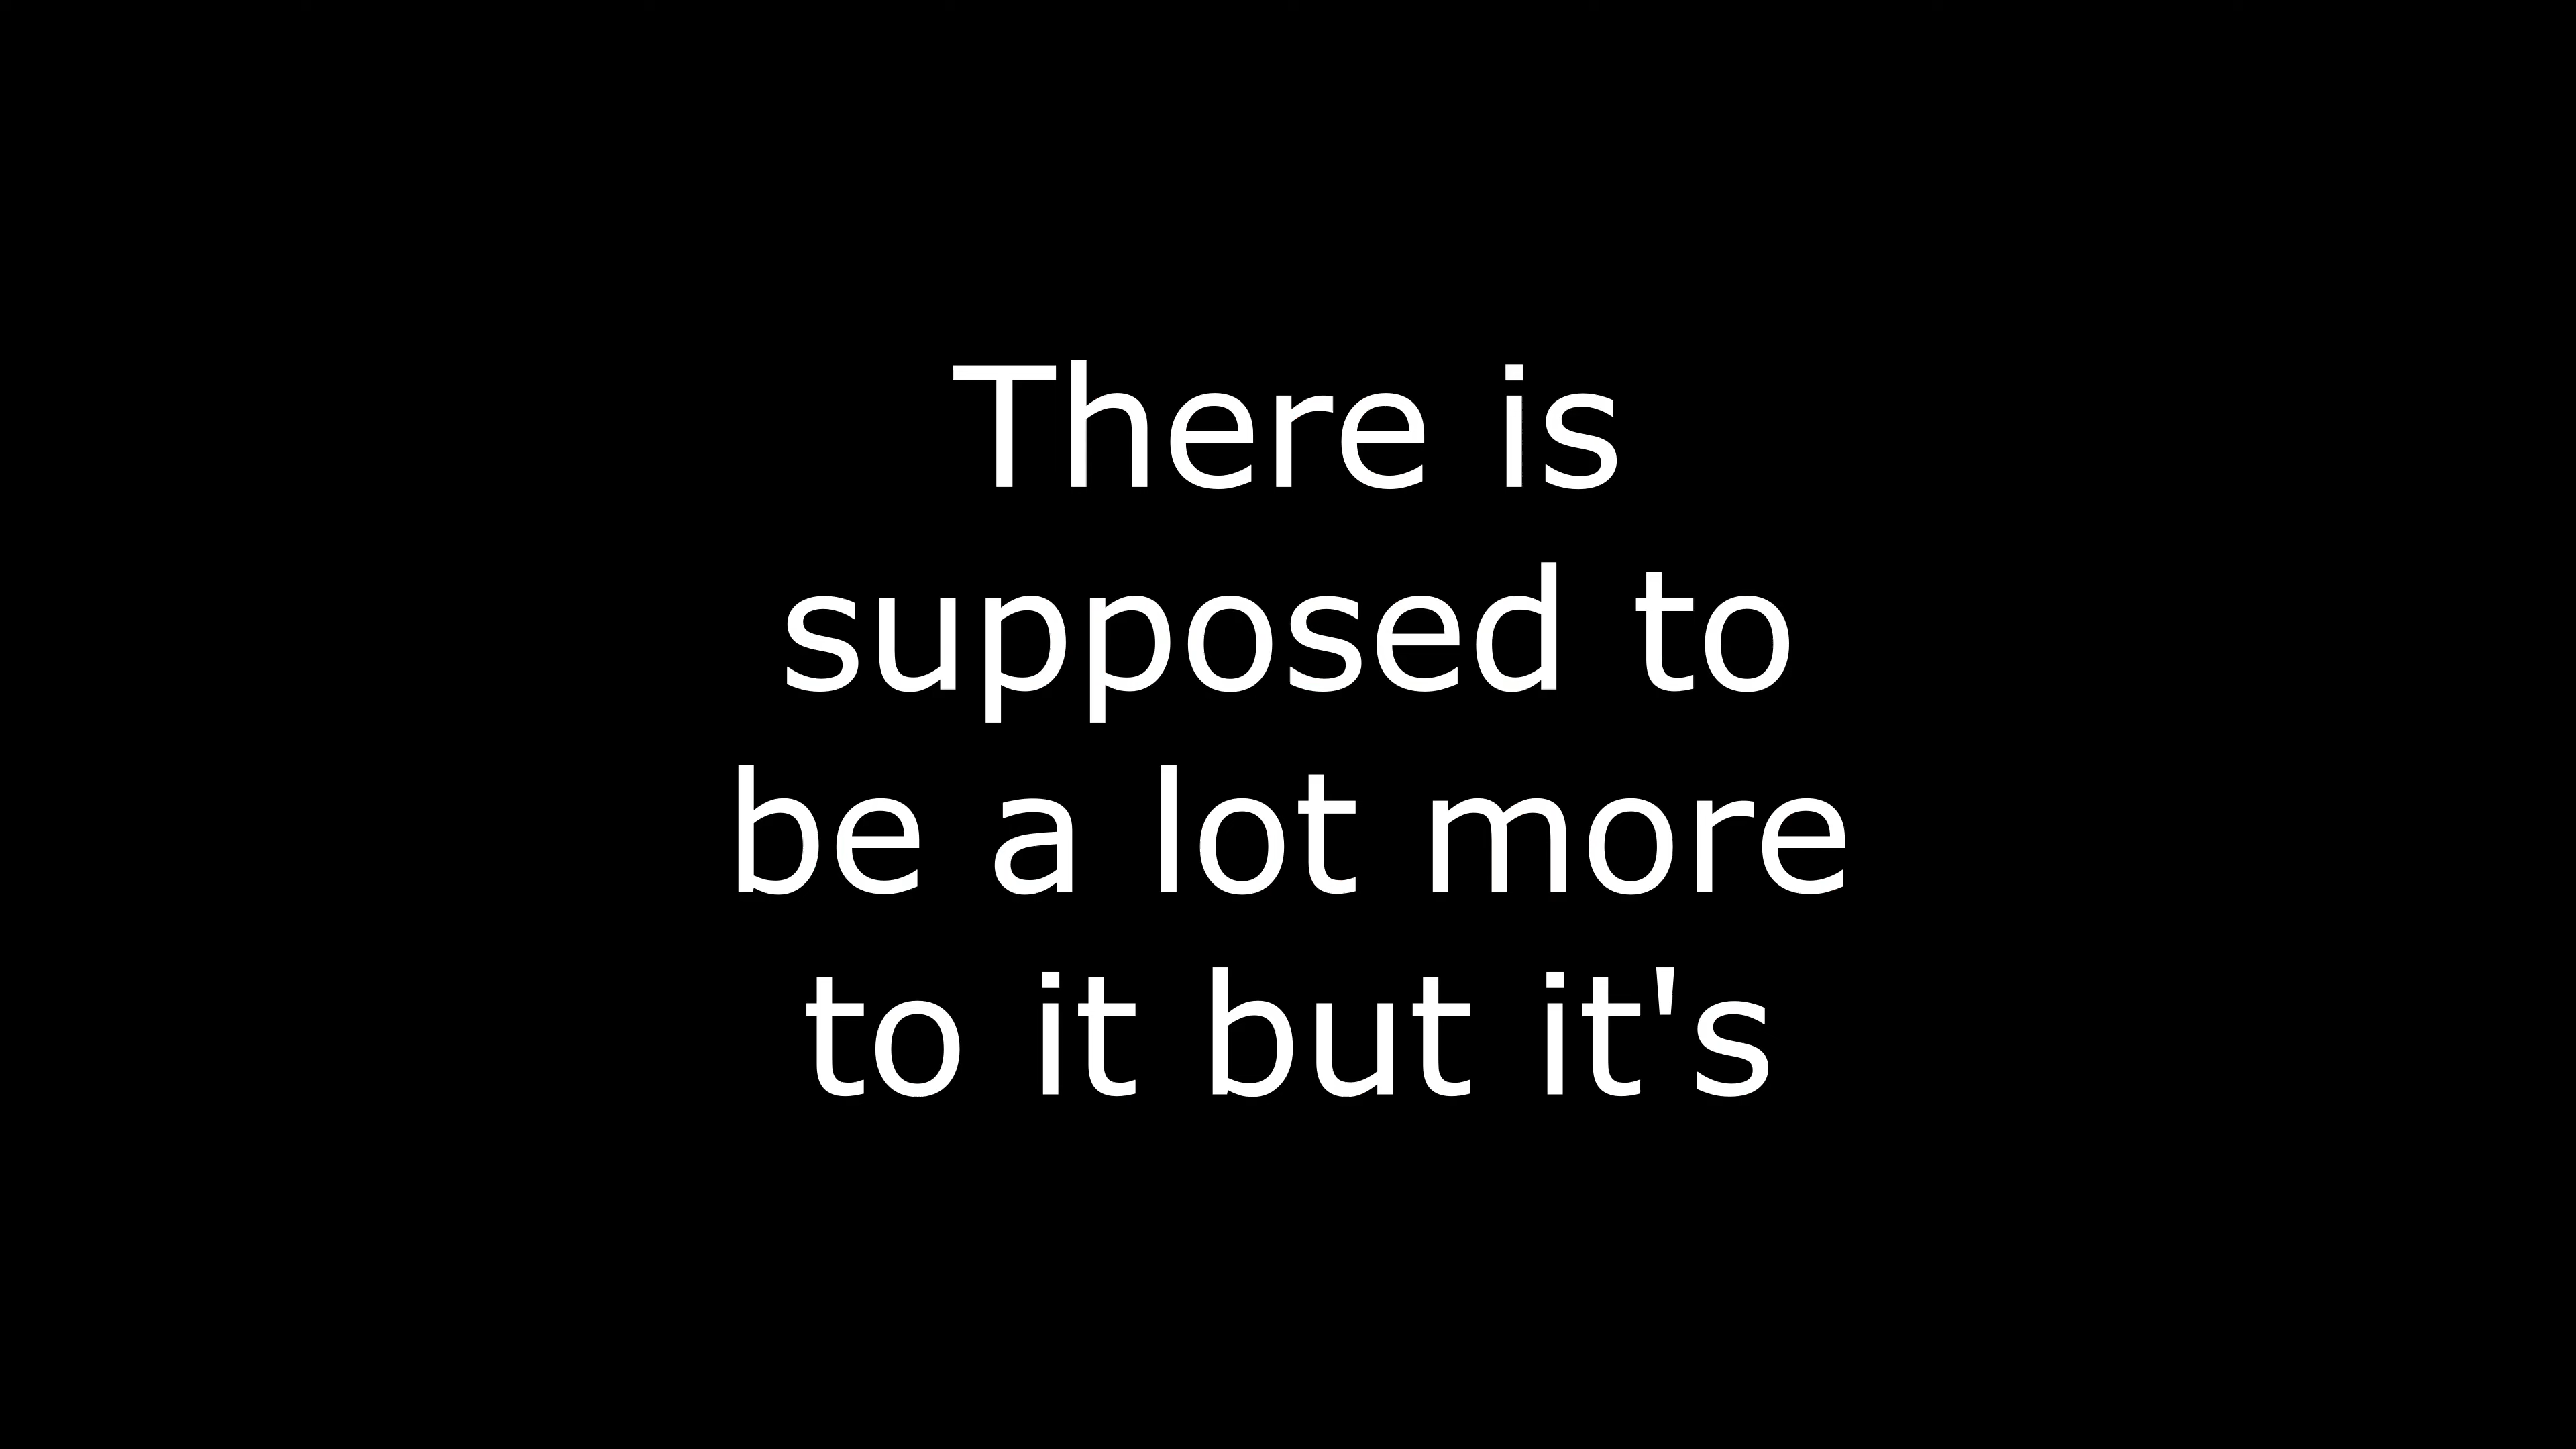 There is
supposed to
be a lot more
to it but it's